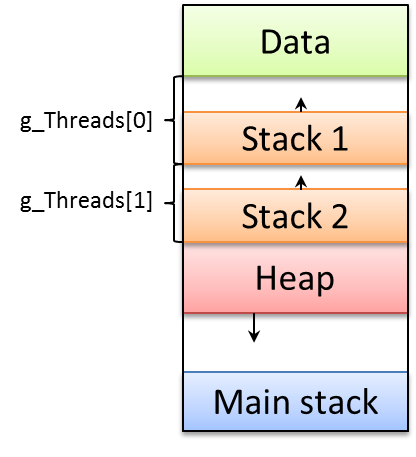 Data
g_Threads[0]
Stack 1
g_Threads[1]
Stack 2
Heap
Main stack